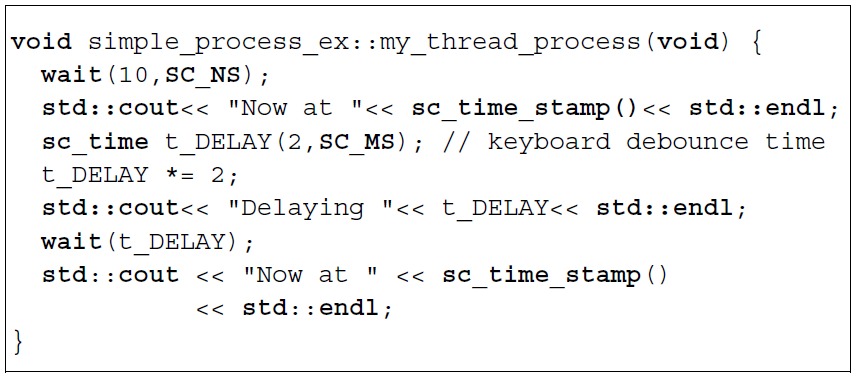 void simple_process_ex::my_thread_process(void) {
  wait(10,SC_NS);
  std::cout<< "Now at "<< sc_time_stamp()<< std::endl;
  sc_time t_DELAY(2,SC_MS); // keyboard debounce time
  t_DELAY *= 2;
  std::cout<< "Delaying "<< t_DELAY<< std::endl;
  wait(t_DELAY);
  std::cout << "Now at " << sc_time_stamp()
            << std::endl;
}